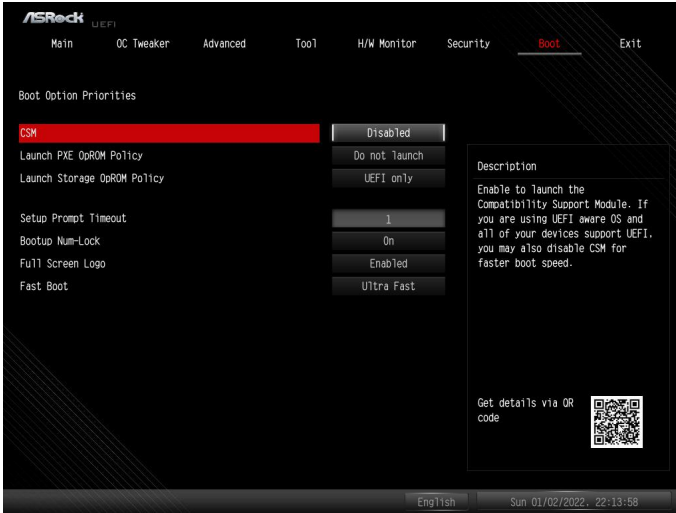 ASRock UEFI
Main OC Tweaker Advanced Tool H/W Monitor Security Boot Exit
Boot Option Priorities
CSM Disabled
Launch PXE OpROM Policy Do not launch
Launch Storage OpROM Policy UEFI only
Setup Prompt Timeout 1
Bootup Num-Lock On
Full Screen Logo Enabled
Fast Boot Ultra Fast
Description
Enable to launch the
Compatibility Support Module. If
you are using UEFI aware OS and
all of your devices support UEFI,
you may also disable CSM for
faster boot speed.
Get details via QR
code
English Sun 01/02/2022, 22:13:58